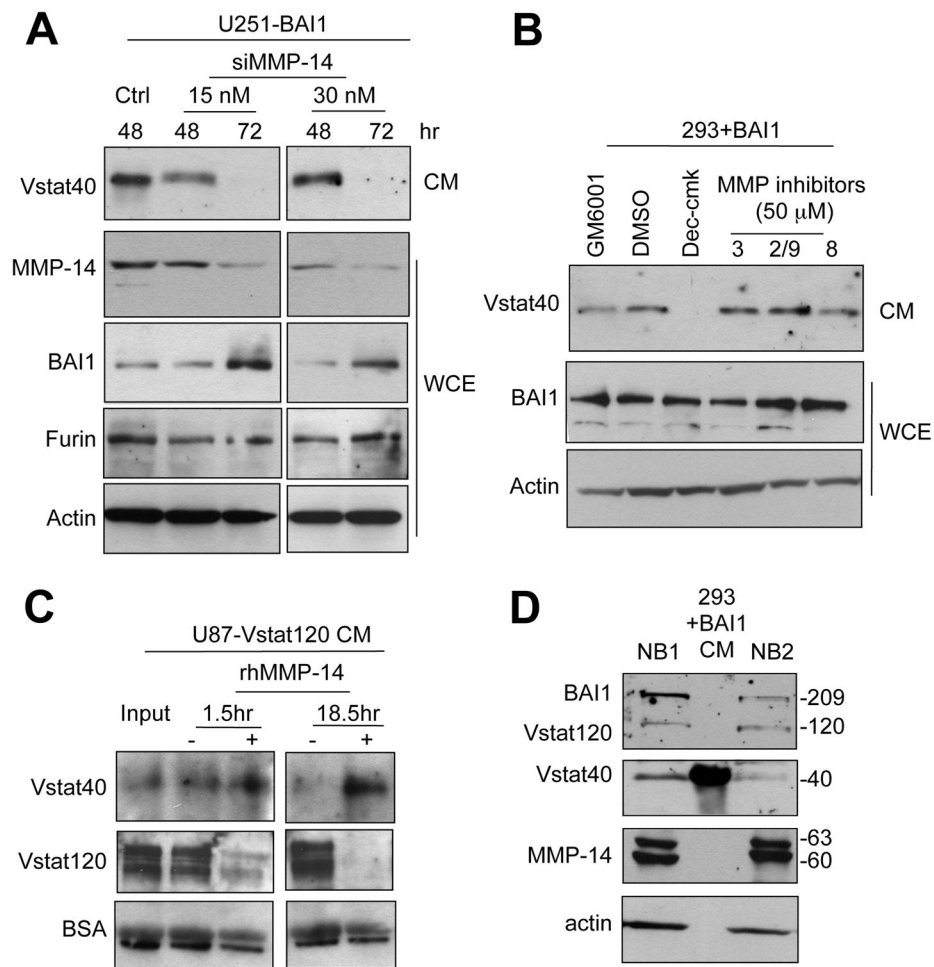 A
U251-BAI1
siMMP-14
Ctrl 15 nM 30 nM
48 48 72 48 72 hr
Vstat40 CM
MMP-14
BAI1
WCE
Furin
Actin
B
293+BAI1
GM6001 DMSO Dec-cmk MMP inhibitors
(50 μM)
3 2/9 8
Vstat40 CM
BAI1
WCE
Actin
C
U87-Vstat120 CM
rhMMP-14
Input 1.5hr 18.5hr
- + - +
Vstat40
Vstat120
BSA
D
293
+BAI1
NB1 CM NB2
BAI1 -209
Vstat120 -120
Vstat40 -40
MMP-14 -63
-60
actin